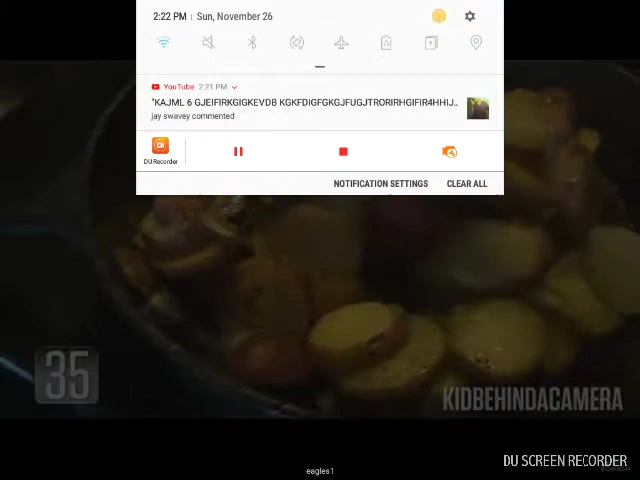 2:22 PM | Sun, November 26
YouTube 2:21 PM
"KAJML 6 GJEIFIRKGIGKEVDB KGKFDIGFGKGJFUGJTRORIRHGIFIR4HHIJ..
jay swavey commented
DU Recorder
NOTIFICATION SETTINGS CLEAR ALL
35
KIDBEHINDACAMERA
DU SCREEN RECORDER
eagles1